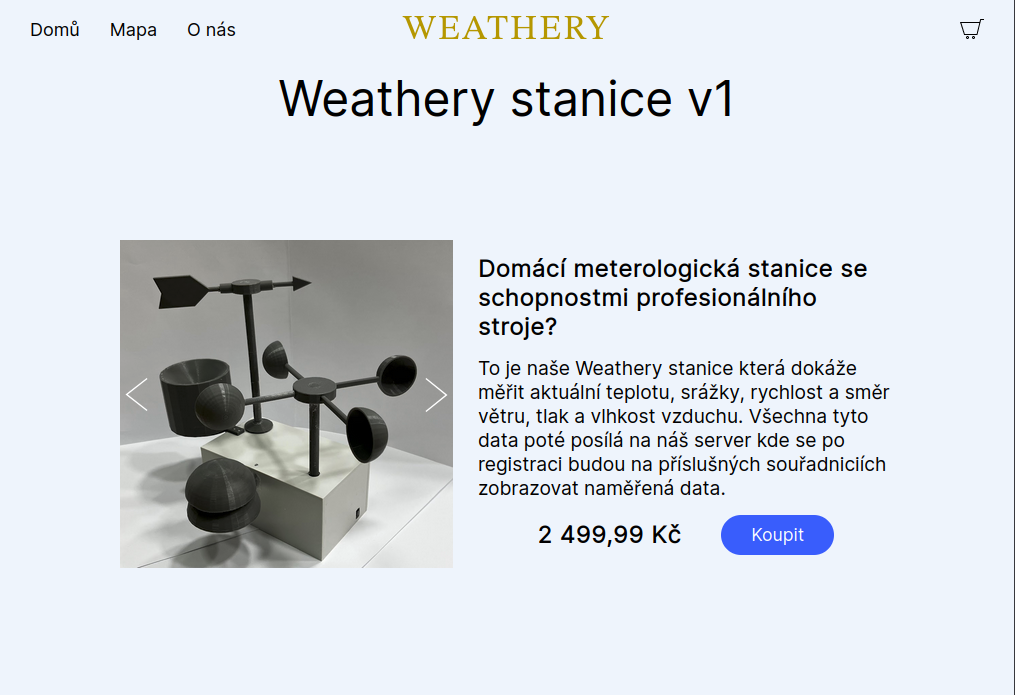 Domů Mapa O nás WEATHERY
Weathery stanice v1
Domácí meterologická stanice se
schopnostmi profesionálního
stroje?
To je naše Weathery stanice která dokáže
měřit aktuální teplotu, srážky, rychlost a směr
větru, tlak a vlhkost vzduchu. Všechna tyto
data poté posílá na náš server kde se po
registraci budou na příslušných souřadnicích
zobrazovat naměřená data.
2 499,99 Kč Koupit